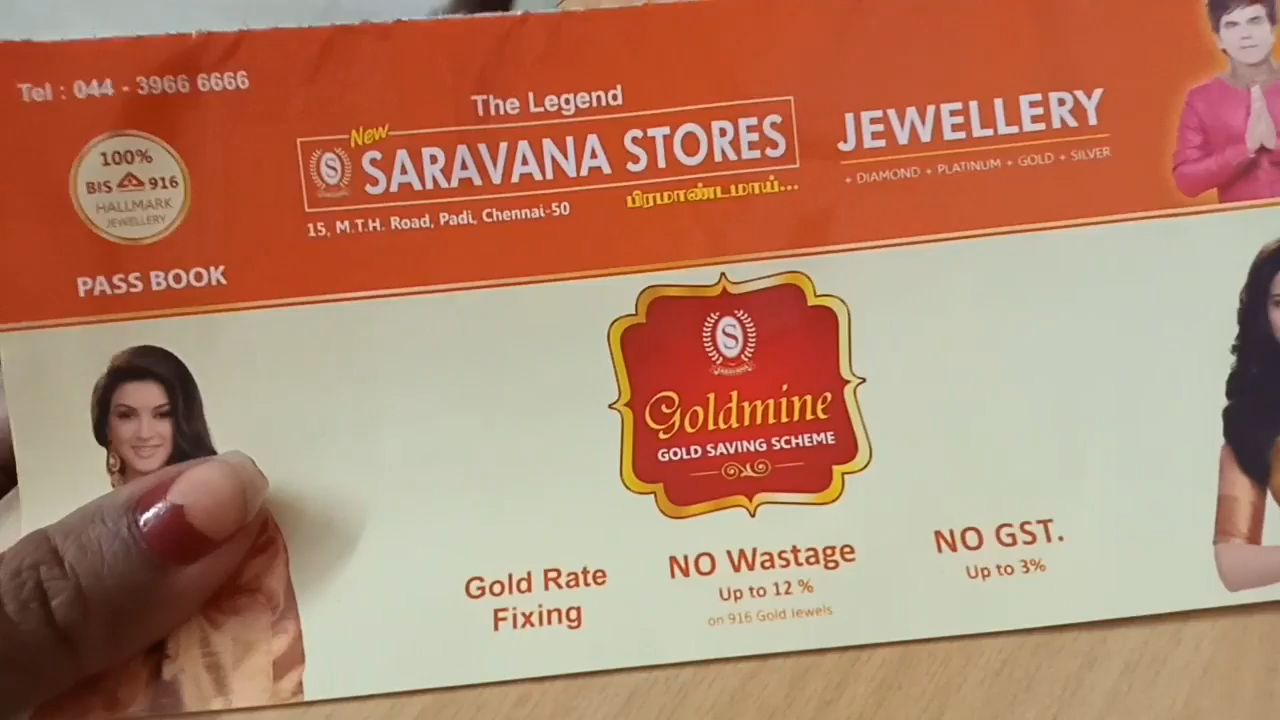 Tel : 044 - 3966 6666
100%
BIS 916
HALLMARK
JEWELLERY
PASS BOOK
The Legend
New
S
SARAVANA STORES
பிரமாண்டமாய்...
15, M.T.H. Road, Padi, Chennai-50
JEWELLERY
+ DIAMOND + PLATINUM + GOLD + SILVER
S
SARAVANA
Goldmine
GOLD SAVING SCHEME
Gold Rate
Fixing
NO Wastage
Up to 12 %
on 916 Gold Jewels
NO GST.
Up to 3%